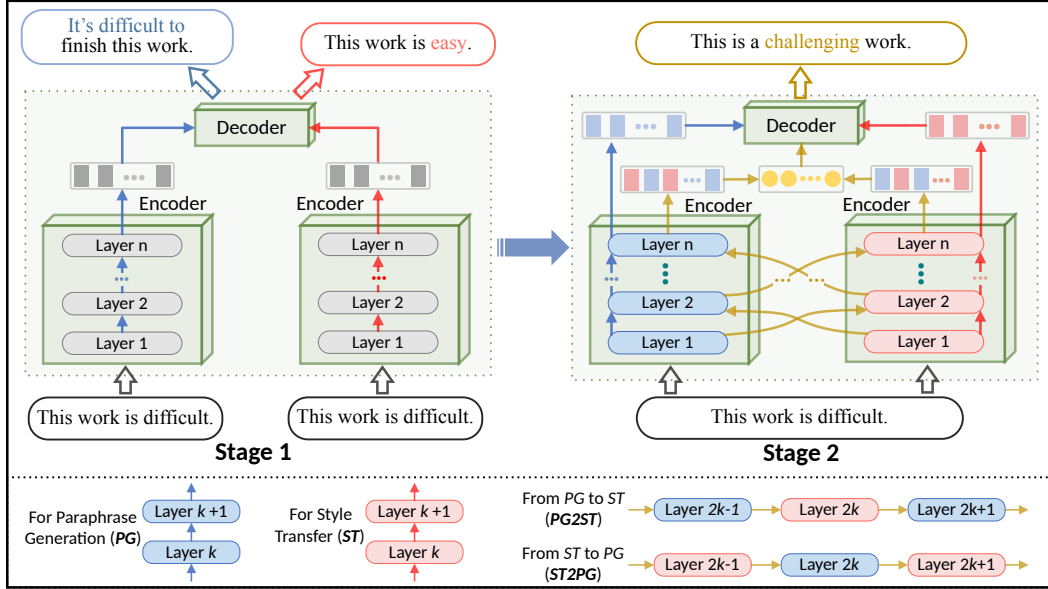 It's difficult to
finish this work.
This work is easy.
This is a challenging work.
Decoder
Decoder
Encoder
Encoder
Encoder
Encoder
Layer n
Layer 2
Layer 1
Layer n
Layer 2
Layer 1
Layer n
Layer 2
Layer 1
Layer n
Layer 2
Layer 1
This work is difficult.
This work is difficult.
This work is difficult.
Stage 1
Stage 2
For Paraphrase
Generation (PG)
Layer k +1
Layer k
For Style
Transfer (ST)
Layer k +1
Layer k
From PG to ST
(PG2ST)
Layer 2k-1
Layer 2k
Layer 2k+1
From ST to PG
(ST2PG)
Layer 2k-1
Layer 2k
Layer 2k+1